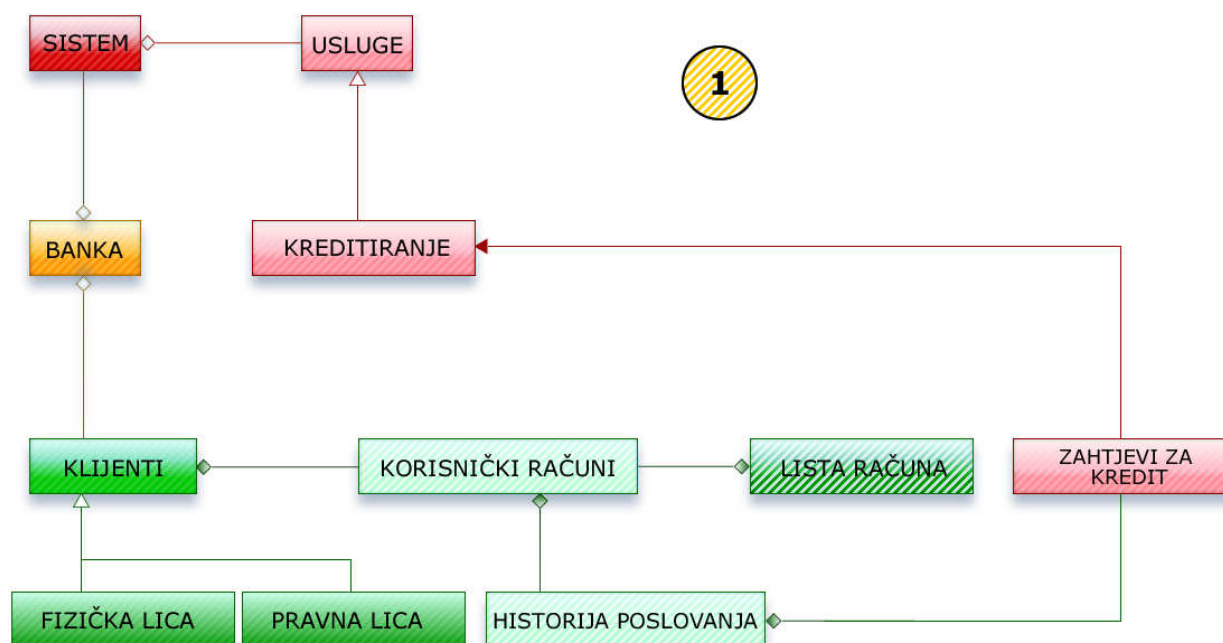 SISTEM
USLUGE
1
BANKA
KREDITIRANJE
KLIJENTI
KORISNIČKI RAČUNI
LISTA RAČUNA
ZAHTJEVI ZA
KREDIT
FIZIČKA LICA
PRAVNA LICA
HISTORIJA POSLOVANJA